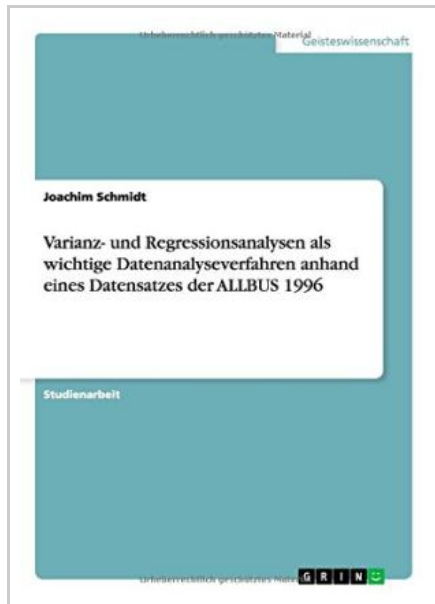 Urheberrechtlich geschütztes Material
Geisteswissenschaft
Joachim Schmidt
Varianz- und Regressionsanalysen als
wichtige Datenanalyseverfahren anhand
eines Datensatzes der ALLBUS 1996
Studienarbeit
Urheberrechtlich geschütztes
GRIN